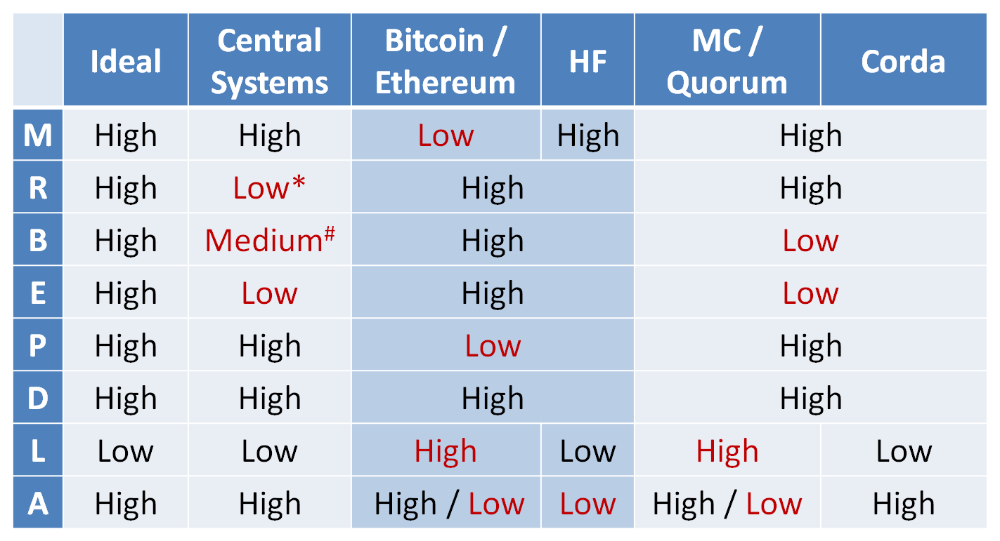 Ideal Central Systems Bitcoin / Ethereum HF MC / Quorum Corda
M High High Low High High
R High Low* High High
B High Medium# High Low
E High Low High Low
P High High Low High
D High High High High
L Low Low High Low High Low
A High High High / Low Low High / Low High